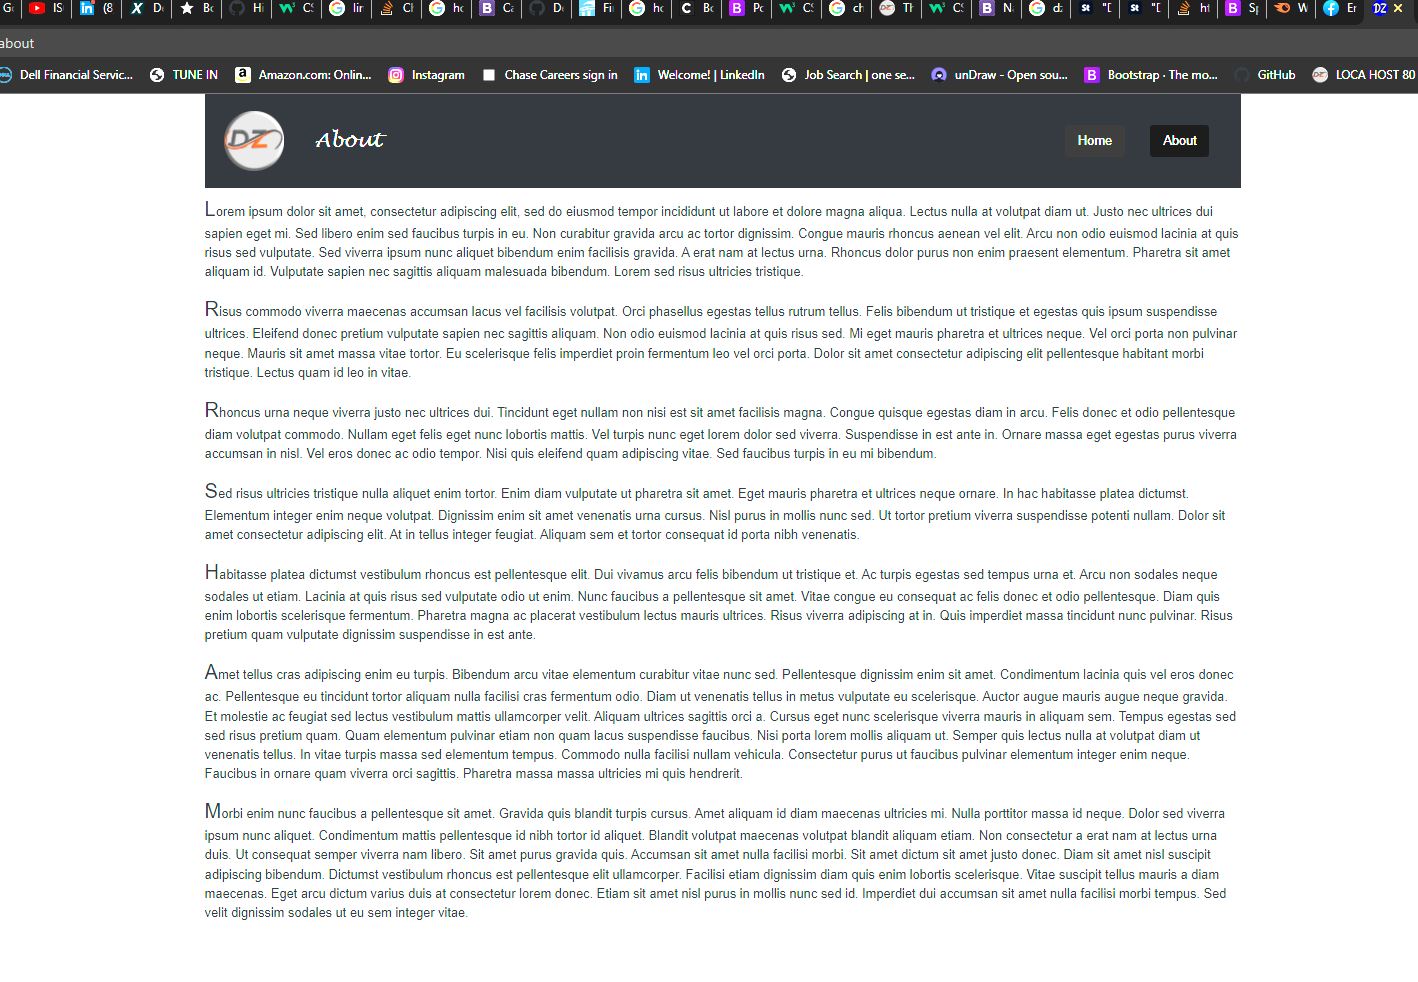 G
IS
(8
D
Bo
Hi
CS
lir
Cl
ho
Ca
D
Fi
ho
Bo
Po
CS
ch
Th
CS
N
d
"[
"[
hf
Sp
W
Er
about
Dell Financial Servic...
TUNE IN
Amazon.com: Onlin...
Instagram
Chase Careers sign in
Welcome! | LinkedIn
Job Search | one se...
unDraw - Open sou...
Bootstrap · The mo...
GitHub
LOCA HOST 80
DZ
About
Home
About
Lorem ipsum dolor sit amet, consectetur adipiscing elit, sed do eiusmod tempor incididunt ut labore et dolore magna aliqua. Lectus nulla at volutpat diam ut. Justo nec ultrices dui
sapien eget mi. Sed libero enim sed faucibus turpis in eu. Non curabitur gravida arcu ac tortor dignissim. Congue mauris rhoncus aenean vel elit. Arcu non odio euismod lacinia at quis
risus sed vulputate. Sed viverra ipsum nunc aliquet bibendum enim facilisis gravida. A erat nam at lectus urna. Rhoncus dolor purus non enim praesent elementum. Pharetra sit amet
aliquam id. Vulputate sapien nec sagittis aliquam malesuada bibendum. Lorem sed risus ultricies tristique.
Risus commodo viverra maecenas accumsan lacus vel facilisis volutpat. Orci phasellus egestas tellus rutrum tellus. Felis bibendum ut tristique et egestas quis ipsum suspendisse
ultrices. Eleifend donec pretium vulputate sapien nec sagittis aliquam. Non odio euismod lacinia at quis risus sed. Mi eget mauris pharetra et ultrices neque. Vel orci porta non pulvinar
neque. Mauris sit amet massa vitae tortor. Eu scelerisque felis imperdiet proin fermentum leo vel orci porta. Dolor sit amet consectetur adipiscing elit pellentesque habitant morbi
tristique. Lectus quam id leo in vitae.
Rhoncus urna neque viverra justo nec ultrices dui. Tincidunt eget nullam non nisi est sit amet facilisis magna. Congue quisque egestas diam in arcu. Felis donec et odio pellentesque
diam volutpat commodo. Nullam eget felis eget nunc lobortis mattis. Vel turpis nunc eget lorem dolor sed viverra. Suspendisse in est ante in. Ornare massa eget egestas purus viverra
accumsan in nisl. Vel eros donec ac odio tempor. Nisi quis eleifend quam adipiscing vitae. Sed faucibus turpis in eu mi bibendum.
Sed risus ultricies tristique nulla aliquet enim tortor. Enim diam vulputate ut pharetra sit amet. Eget mauris pharetra et ultrices neque ornare. In hac habitasse platea dictumst.
Elementum integer enim neque volutpat. Dignissim enim sit amet venenatis urna cursus. Nisl purus in mollis nunc sed. Ut tortor pretium viverra suspendisse potenti nullam. Dolor sit
amet consectetur adipiscing elit. At in tellus integer feugiat. Aliquam sem et tortor consequat id porta nibh venenatis.
Habitasse platea dictumst vestibulum rhoncus est pellentesque elit. Dui vivamus arcu felis bibendum ut tristique et. Ac turpis egestas sed tempus urna et. Arcu non sodales neque
sodales ut etiam. Lacinia at quis risus sed vulputate odio ut enim. Nunc faucibus a pellentesque sit amet. Vitae congue eu consequat ac felis donec et odio pellentesque. Diam quis
enim lobortis scelerisque fermentum. Pharetra magna ac placerat vestibulum lectus mauris ultrices. Risus viverra adipiscing at in. Quis imperdiet massa tincidunt nunc pulvinar. Risus
pretium quam vulputate dignissim suspendisse in est ante.
Amet tellus cras adipiscing enim eu turpis. Bibendum arcu vitae elementum curabitur vitae nunc sed. Pellentesque dignissim enim sit amet. Condimentum lacinia quis vel eros donec
ac. Pellentesque eu tincidunt tortor aliquam nulla facilisi cras fermentum odio. Diam ut venenatis tellus in metus vulputate eu scelerisque. Auctor augue mauris augue neque gravida.
Et molestie ac feugiat sed lectus vestibulum mattis ullamcorper velit. Aliquam ultrices sagittis orci a. Cursus eget nunc scelerisque viverra mauris in aliquam sem. Tempus egestas sed
sed risus pretium quam. Quam elementum pulvinar etiam non quam lacus suspendisse faucibus. Nisi porta lorem mollis aliquam ut. Semper quis lectus nulla at volutpat diam ut
venenatis tellus. In vitae turpis massa sed elementum tempus. Commodo nulla facilisi nullam vehicula. Consectetur purus ut faucibus pulvinar elementum integer enim neque.
Faucibus in ornare quam viverra orci sagittis. Pharetra massa massa ultricies mi quis hendrerit.
Morbi enim nunc faucibus a pellentesque sit amet. Gravida quis blandit turpis cursus. Amet aliquam id diam maecenas ultricies mi. Nulla porttitor massa id neque. Dolor sed viverra
ipsum nunc aliquet. Condimentum mattis pellentesque id nibh tortor id aliquet. Blandit volutpat maecenas volutpat blandit aliquam etiam. Non consectetur a erat nam at lectus urna
duis. Ut consequat semper viverra nam libero. Sit amet purus gravida quis. Accumsan sit amet nulla facilisi morbi. Sit amet dictum sit amet justo donec. Diam sit amet nisl suscipit
adipiscing bibendum. Dictumst vestibulum rhoncus est pellentesque elit ullamcorper. Facilisi etiam dignissim diam quis enim lobortis scelerisque. Vitae suscipit tellus mauris a diam
maecenas. Eget arcu dictum varius duis at consectetur lorem donec. Etiam sit amet nisl purus in mollis nunc sed id. Imperdiet dui accumsan sit amet nulla facilisi morbi tempus. Sed
velit dignissim sodales ut eu sem integer vitae.